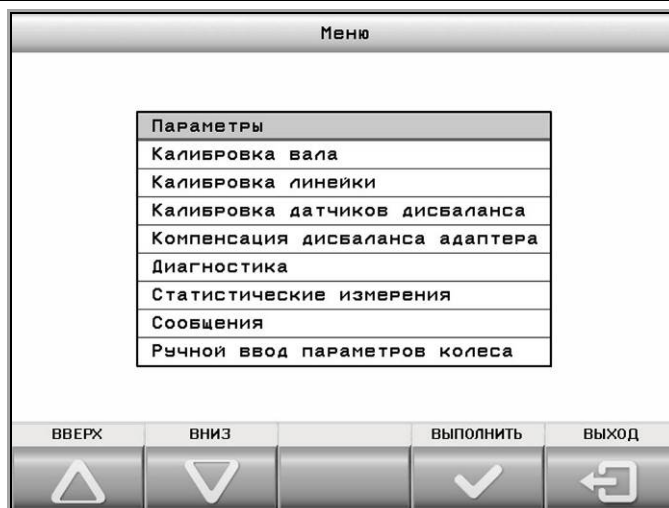 Меню
Параметры
Калибровка вала
Калибровка линейки
Калибровка датчиков дисбаланса
Компенсация дисбаланса адаптера
Диагностика
Статистические измерения
Сообщения
Ручной ввод параметров колеса
ВВЕРХ ВНИЗ ВЫПОЛНИТЬ ВЫХОД